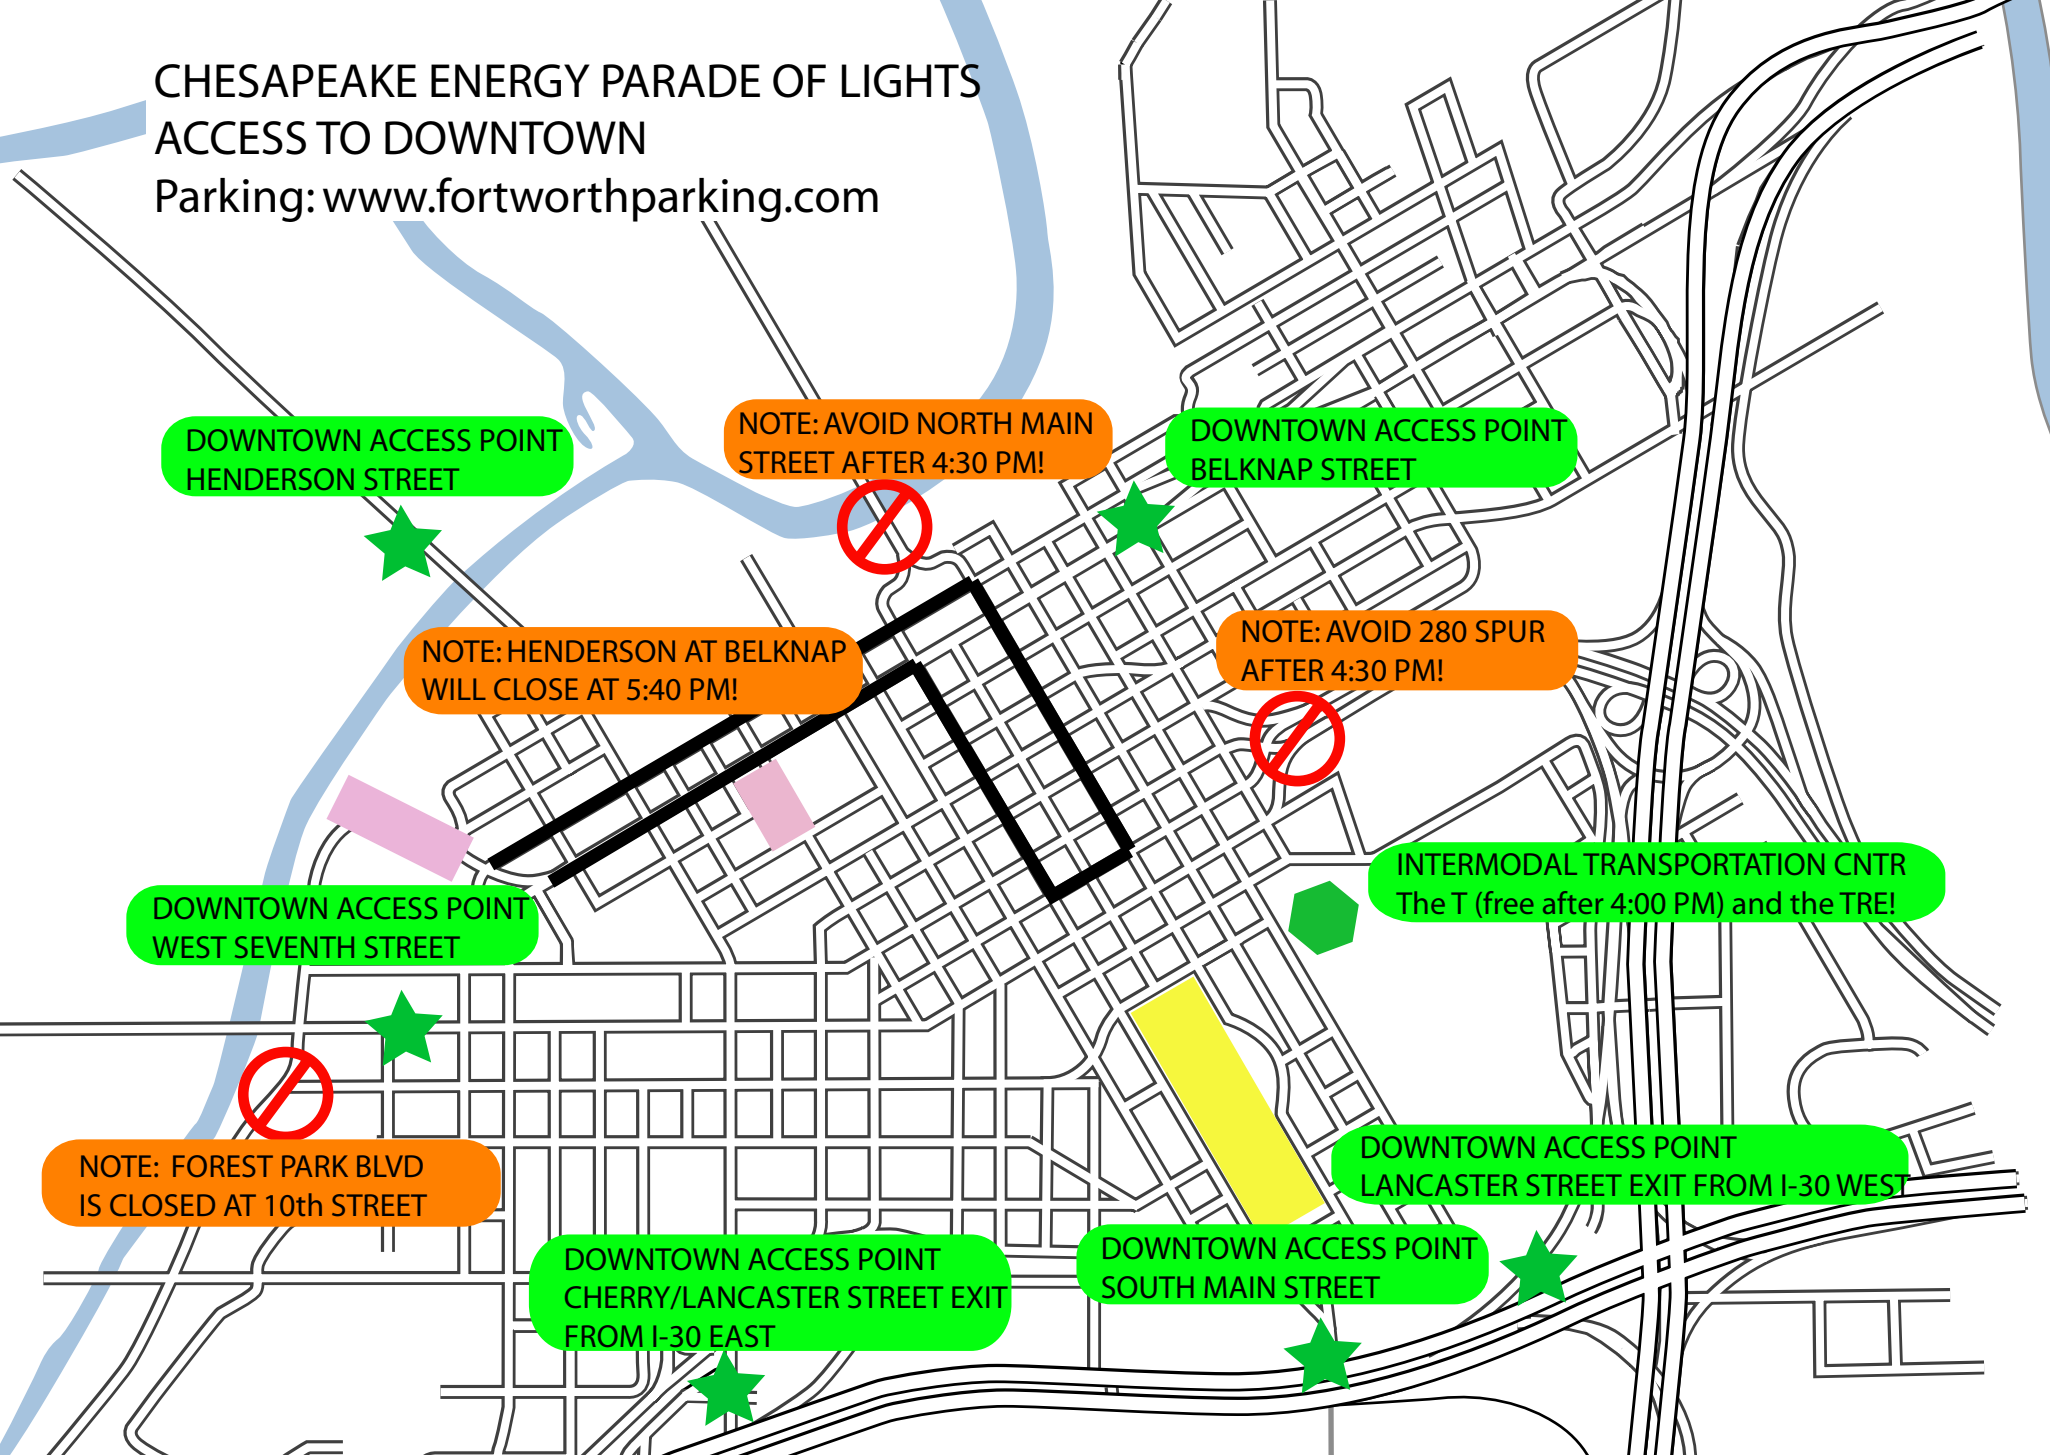 CHESAPEAKE ENERGY PARADE OF LIGHTS
ACCESS TO DOWNTOWN
Parking: www.fortworthparking.com
DOWNTOWN ACCESS POINT
HENDERSON STREET
NOTE: AVOID NORTH MAIN
STREET AFTER 4:30 PM!
DOWNTOWN ACCESS POINT
BELKNAP STREET
NOTE: HENDERSON AT BELKNAP
WILL CLOSE AT 5:40 PM!
NOTE: AVOID 280 SPUR
AFTER 4:30 PM!
INTERMODAL TRANSPORTATION CNTR
The T (free after 4:00 PM) and the TRE!
DOWNTOWN ACCESS POINT
WEST SEVENTH STREET
NOTE: FOREST PARK BLVD
IS CLOSED AT 10th STREET
DOWNTOWN ACCESS POINT
LANCASTER STREET EXIT FROM I-30 WEST
DOWNTOWN ACCESS POINT
CHERRY/LANCASTER STREET EXIT
FROM I-30 EAST
DOWNTOWN ACCESS POINT
SOUTH MAIN STREET